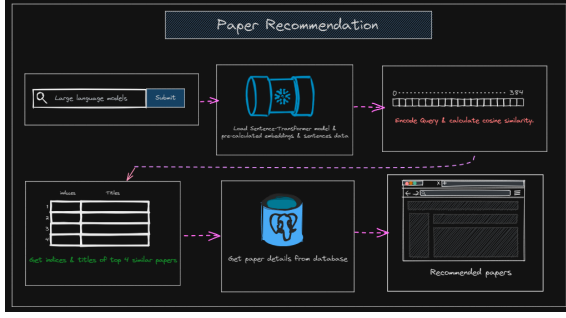 Paper Recommendation
Large language models
Submit
Load Sentence-Transformer model &
pre-calculated embeddings & sentences data
0
384
Encode Query & calculate cosine similarity.
Indices
Titles
1
2
3
4
Get indices & titles of top 4 similar papers
Get paper details from database
Recommended papers